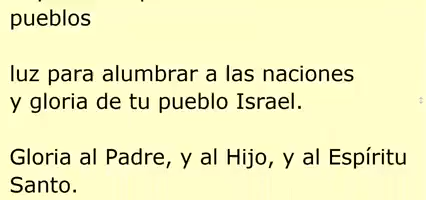 pueblos
luz para alumbrar a las naciones
y gloria de tu pueblo Israel.
Gloria al Padre, y al Hijo, y al Espíritu
Santo.